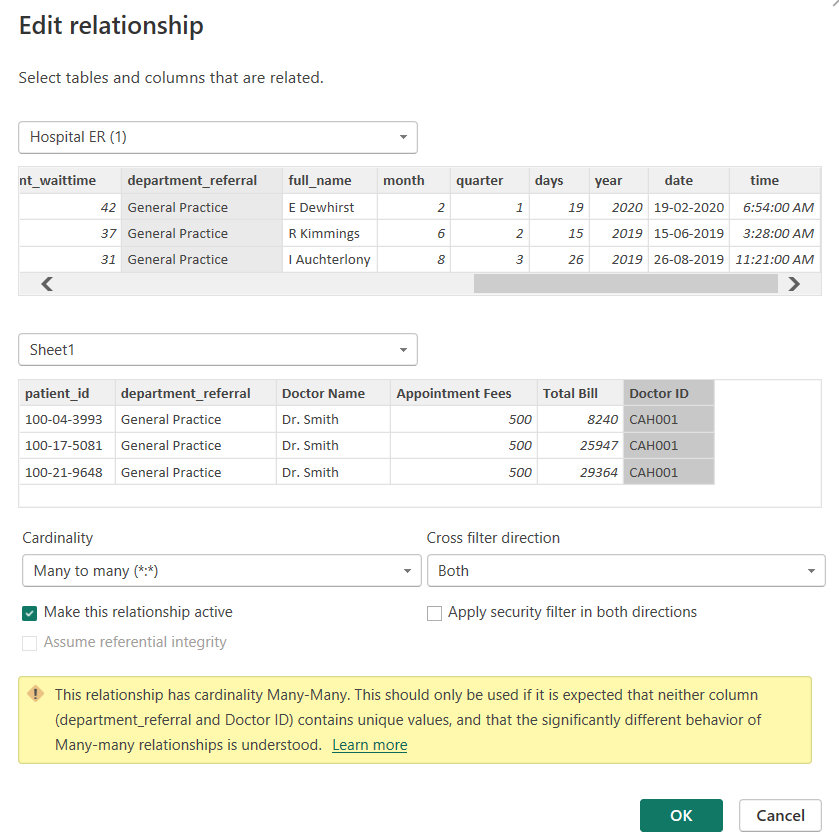 Edit relationship
Select tables and columns that are related.
Hospital ER (1)
nt_waittime department_referral full_name month quarter days year date time
42 General Practice E Dewhirst 2 1 19 2020 19-02-2020 6:54:00 AM
37 General Practice R Kimmings 6 2 15 2019 15-06-2019 3:28:00 AM
31 General Practice I Auchterlony 8 3 26 2019 26-08-2019 11:21:00 AM
Sheet1
patient_id department_referral Doctor Name Appointment Fees Total Bill Doctor ID
100-04-3993 General Practice Dr. Smith 500 8240 CAH001
100-17-5081 General Practice Dr. Smith 500 25947 CAH001
100-21-9648 General Practice Dr. Smith 500 29364 CAH001
Cardinality Cross filter direction
Many to many (*:*) Both
Make this relationship active Apply security filter in both directions
Assume referential integrity
This relationship has cardinality Many-Many. This should only be used if it is expected that neither column
(department_referral and Doctor ID) contains unique values, and that the significantly different behavior of
Many-many relationships is understood. Learn more
OK Cancel